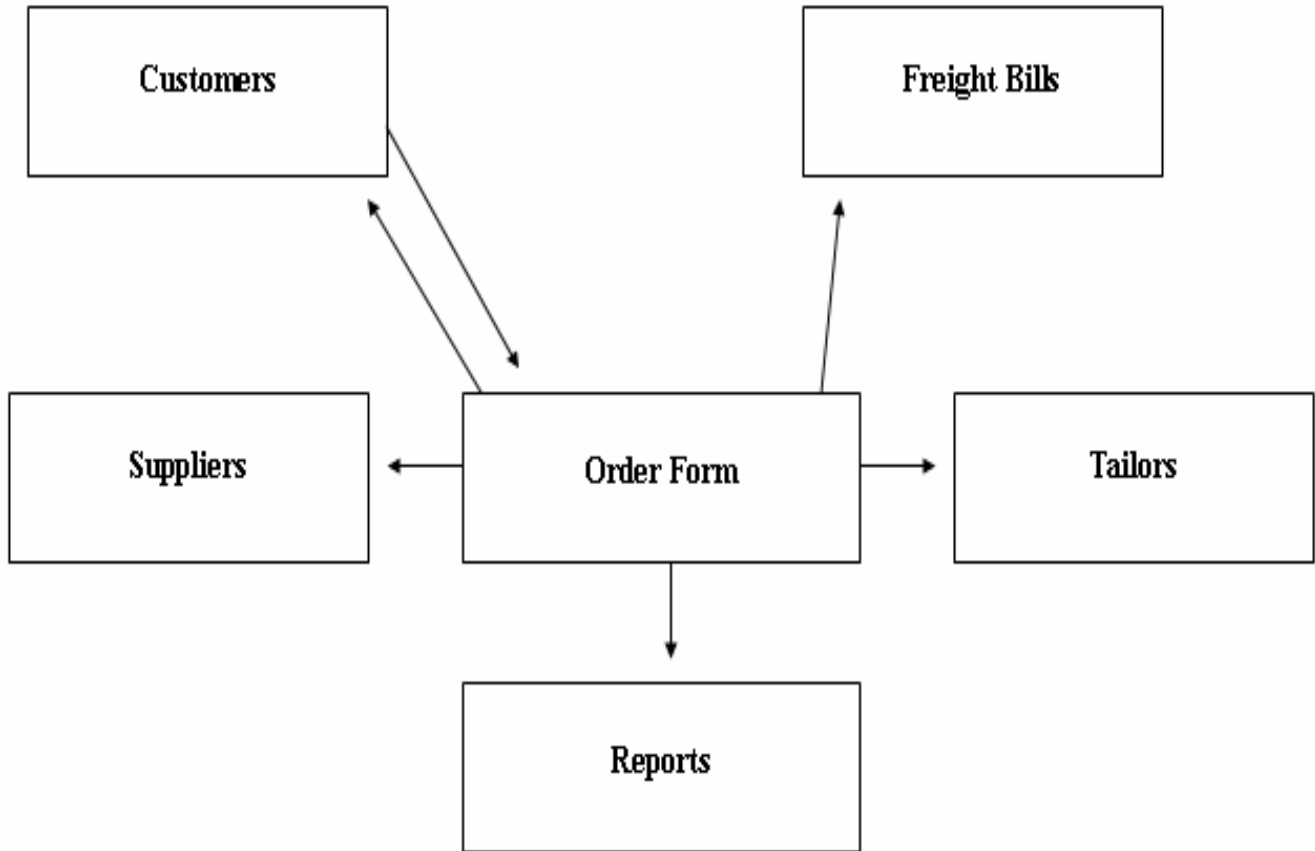 Customers
Freight Bills
Suppliers
Order Form
Tailors
Reports